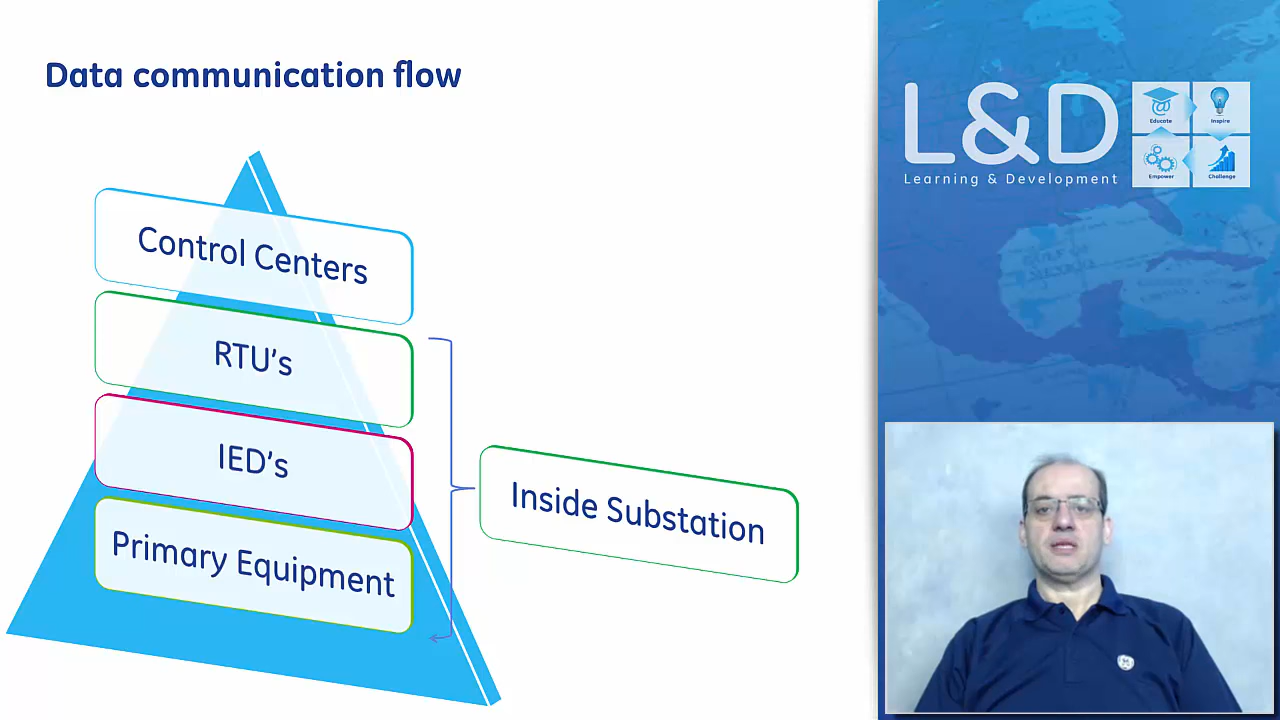 Data communication flow
Control Centers
RTU's
IED's
Primary Equipment
Inside Substation
L&D
Learning & Development
Educate
Inspire
Empower
Challenge